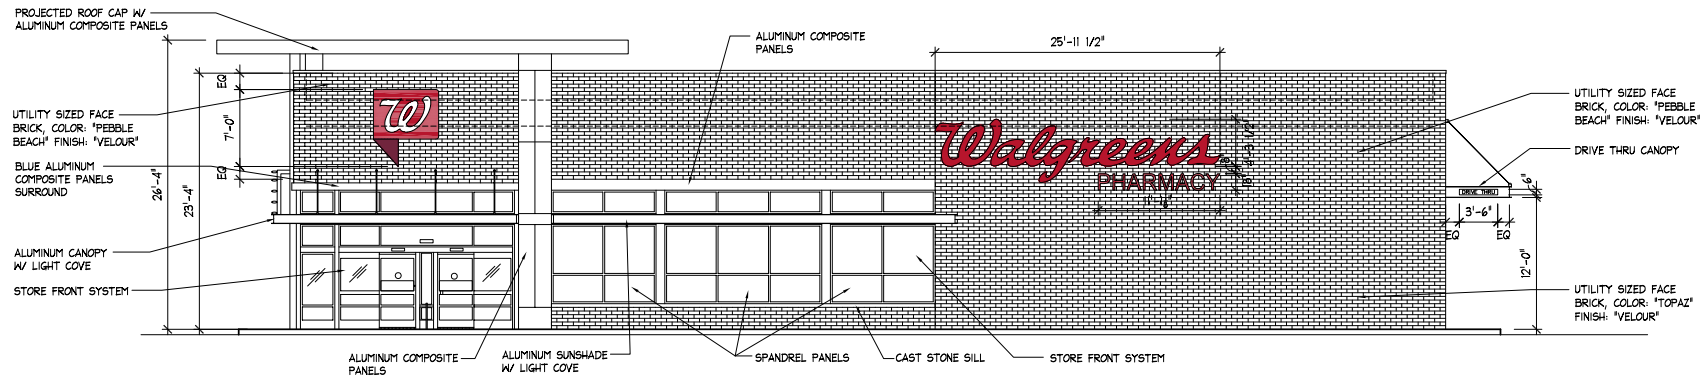 PROJECTED ROOF CAP W/
ALUMINUM COMPOSITE PANELS
UTILITY SIZED FACE
BRICK, COLOR: "PEBBLE
BEACH" FINISH: "VELOUR"
BLUE ALUMINUM
COMPOSITE PANELS
SURROUND
ALUMINUM CANOPY
W/ LIGHT COVE
STORE FRONT SYSTEM
26'-4"
23'-4"
EQ
7'-0"
EQ
W
ALUMINUM COMPOSITE
PANELS
25'-11 1/2"
Walgreens
PHARMACY
UTILITY SIZED FACE
BRICK, COLOR: "PEBBLE
BEACH" FINISH: "VELOUR"
DRIVE THRU CANOPY
DRIVE THRU
3'-6"
EQ
EQ
12'-0"
UTILITY SIZED FACE
BRICK, COLOR: "TOPAZ"
FINISH: "VELOUR"
ALUMINUM COMPOSITE
PANELS
ALUMINUM SUNSHADE
W/ LIGHT COVE
SPANDREL PANELS
CAST STONE SILL
STORE FRONT SYSTEM